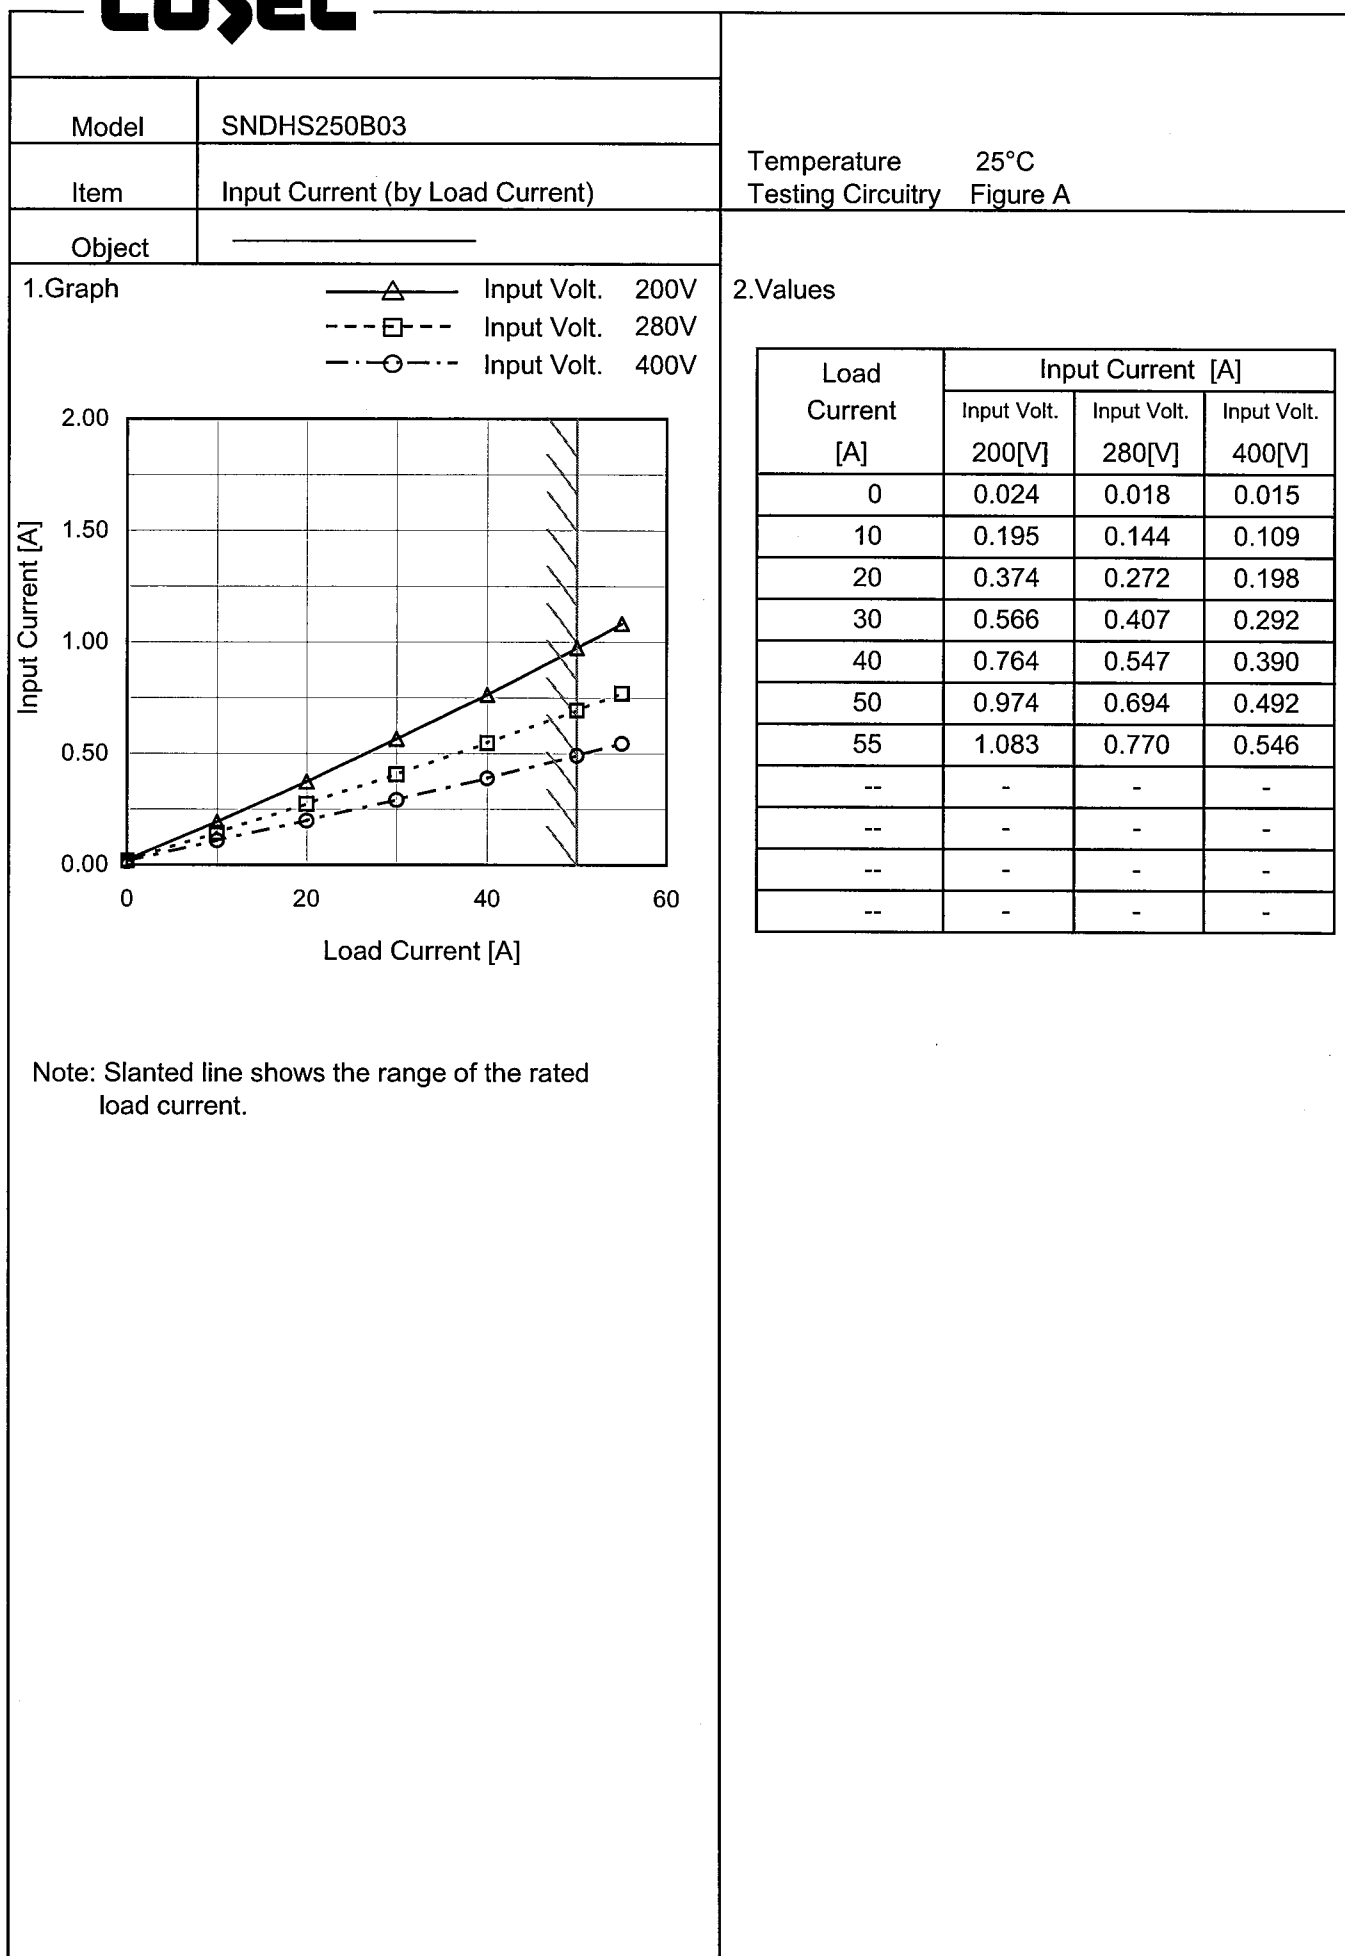 COSEL
Model SNDHS250B03
Item Input Current (by Load Current)
Object
Temperature 25°C
Testing Circuitry Figure A
1.Graph
Input Volt. 200V
Input Volt. 280V
Input Volt. 400V
2.00
1.50
1.00
0.50
0.00
Input Current [A]
0 20 40 60
Load Current [A]
Note: Slanted line shows the range of the rated
load current.
2.Values
Load Input Current [A]
Current Input Volt. Input Volt. Input Volt.
[A] 200[V] 280[V] 400[V]
0 0.024 0.018 0.015
10 0.195 0.144 0.109
20 0.374 0.272 0.198
30 0.566 0.407 0.292
40 0.764 0.547 0.390
50 0.974 0.694 0.492
55 1.083 0.770 0.546
-- - - -
-- - - -
-- - - -
-- - - -